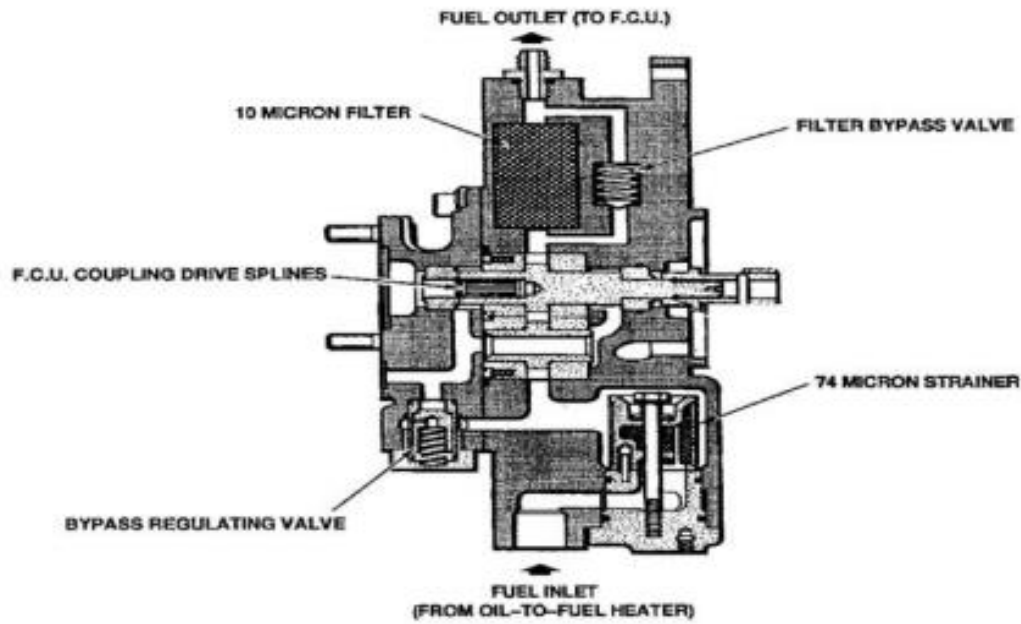 FUEL OUTLET (TO F.C.U.)
10 MICRON FILTER
FILTER BYPASS VALVE
F.C.U. COUPLING DRIVE SPLINES
74 MICRON STRAINER
BYPASS REGULATING VALVE
FUEL INLET
(FROM OIL-TO-FUEL HEATER)